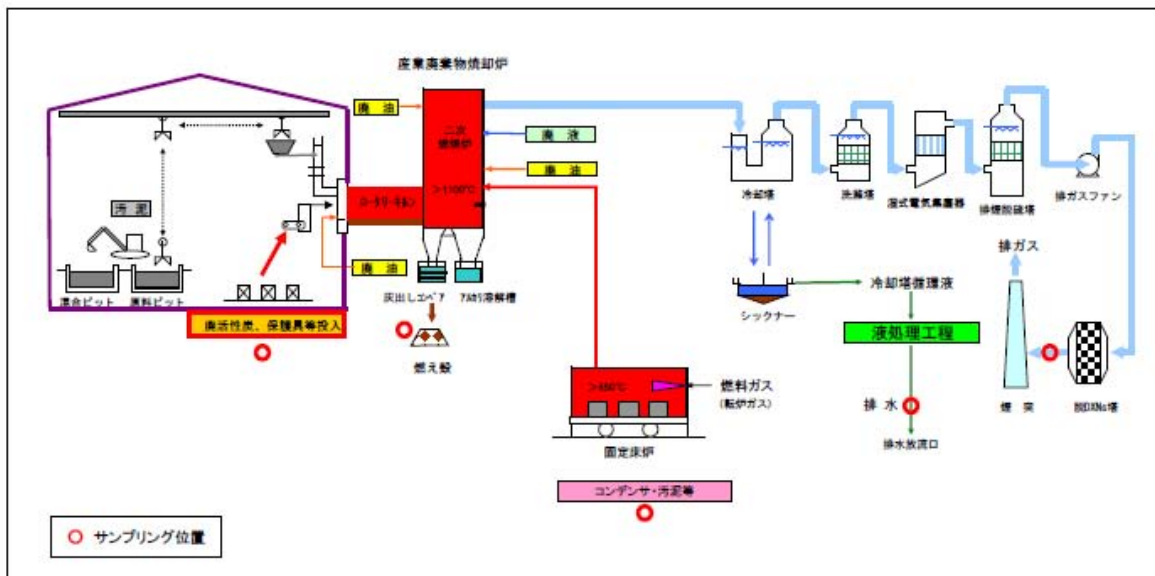 産業廃棄物焼却炉
廃 油
二次
燃焼炉
>1100℃
廃 液
廃 油
ロータリーキルン
汚 泥
廃 油
混合ピット
原料ピット
灰出しコンベア
アルカリ溶解槽
廃活性炭、保護具等投入
燃え殻
冷却塔
洗滌塔
湿式電気集塵器
排煙脱硫塔
排ガスファン
排ガス
シックナー
冷却塔循環液
液処理工程
排 水
排水放流口
煙 突
脱DXNs塔
燃料ガス
(転炉ガス)
固定床炉
コンデンサ・汚泥等
サンプリング位置